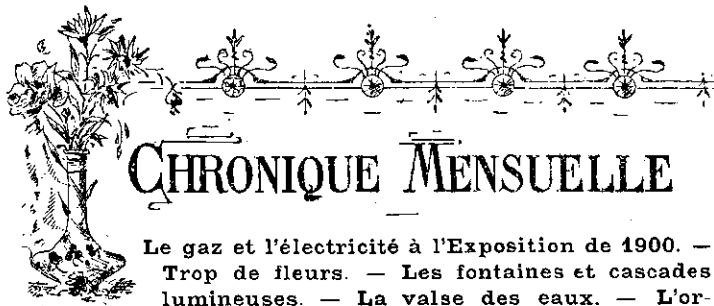 CHRONIQUE MENSUELLE
Le gaz et l'électricité à l'Exposition de 1900. —
Trop de fleurs. — Les fontaines et cascades
lumineuses. — La valse des eaux. — L'or-